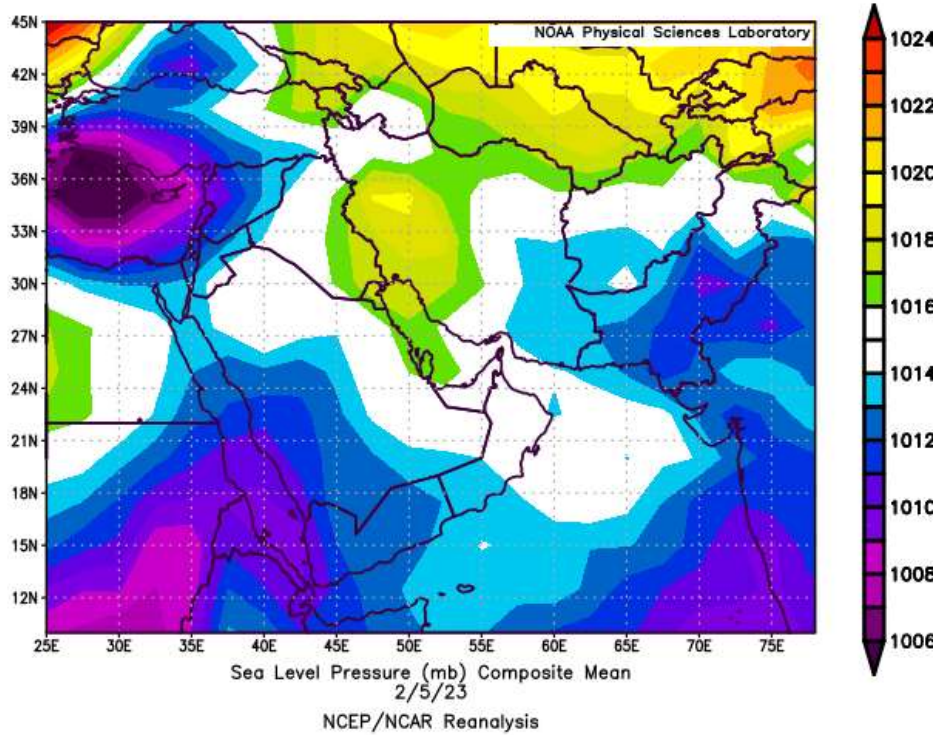 NOAA Physical Sciences Laboratory
45N
42N
39N
36N
33N
30N
27N
24N
21N
18N
15N
12N
25E 30E 35E 40E 45E 50E 55E 60E 65E 70E 75E
1024
1022
1020
1018
1016
1014
1012
1010
1008
1006
Sea Level Pressure (mb) Composite Mean
2/5/23
NCEP/NCAR Reanalysis